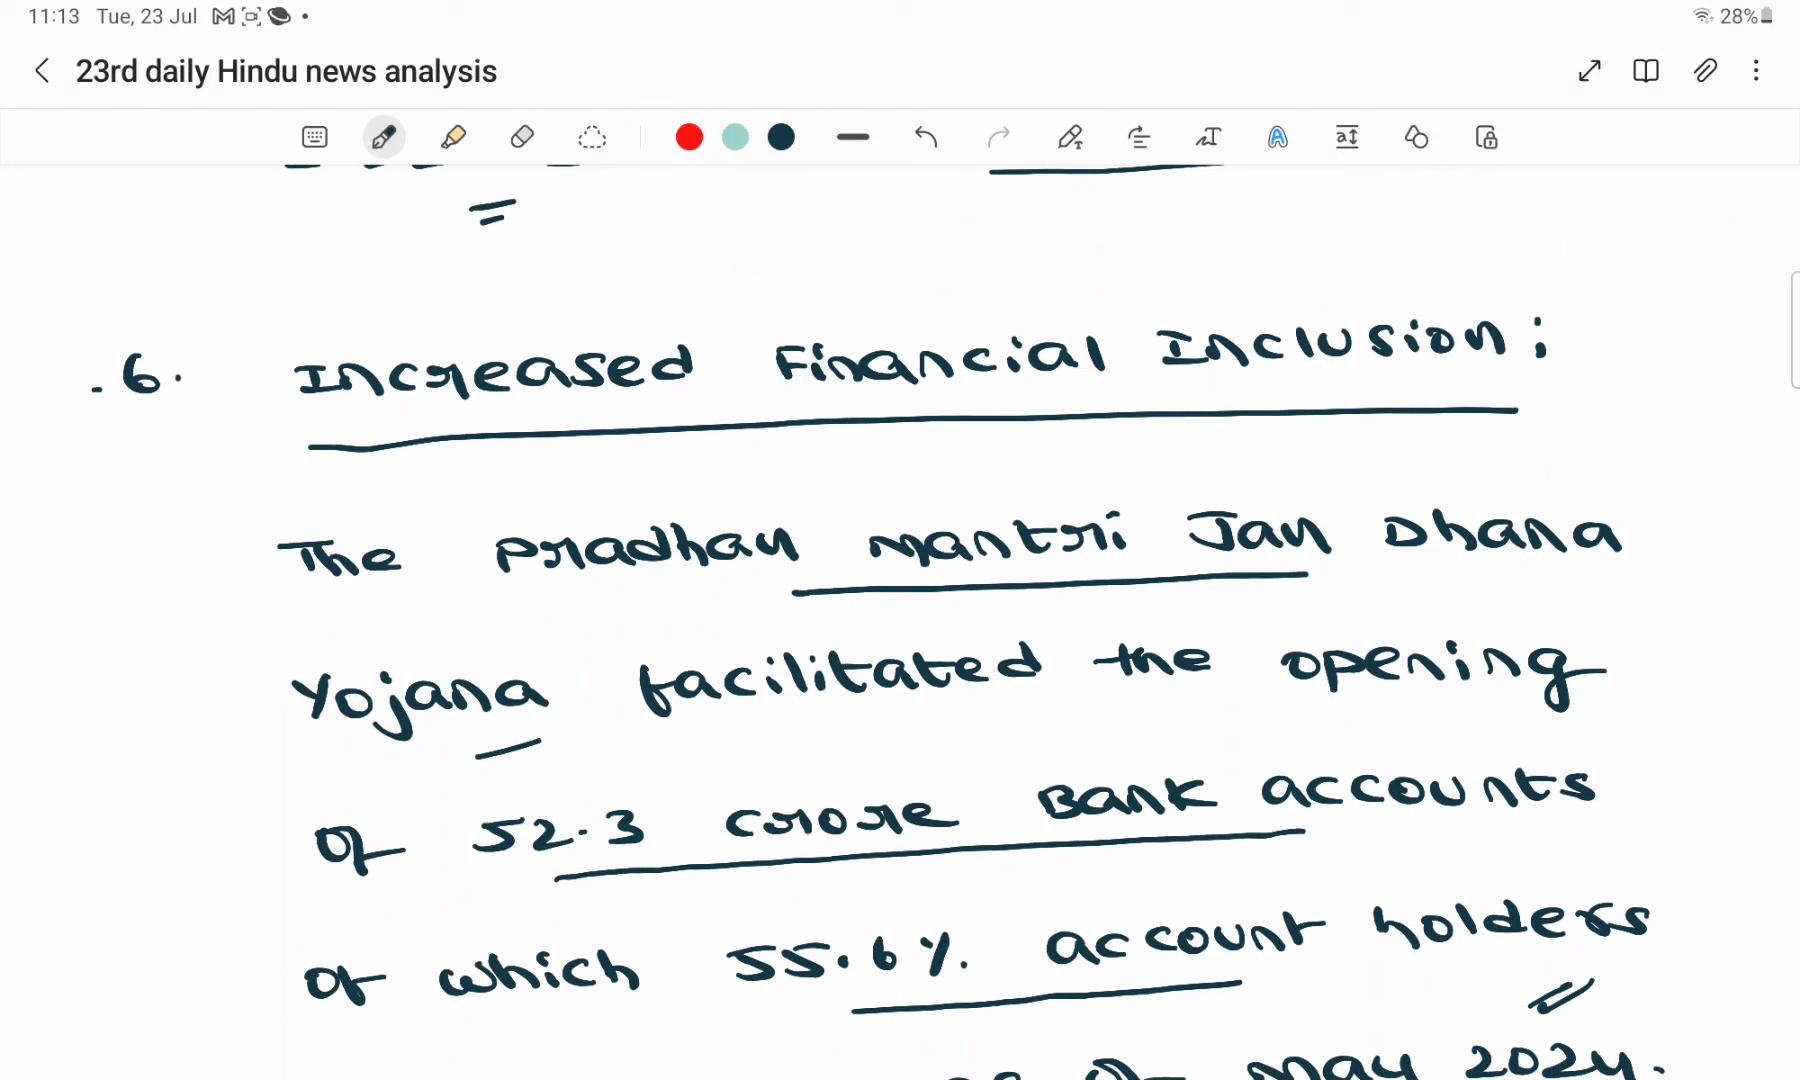 11:13 Tue, 23 Jul 28%
23rd daily Hindu news analysis
6. Increased Financial Inclusion:
The Pradhan Mantri Jan Dhana
Yojana facilitated the opening
of 52.3 crore Bank accounts
of which 55.6% account holders
as of May 2024.